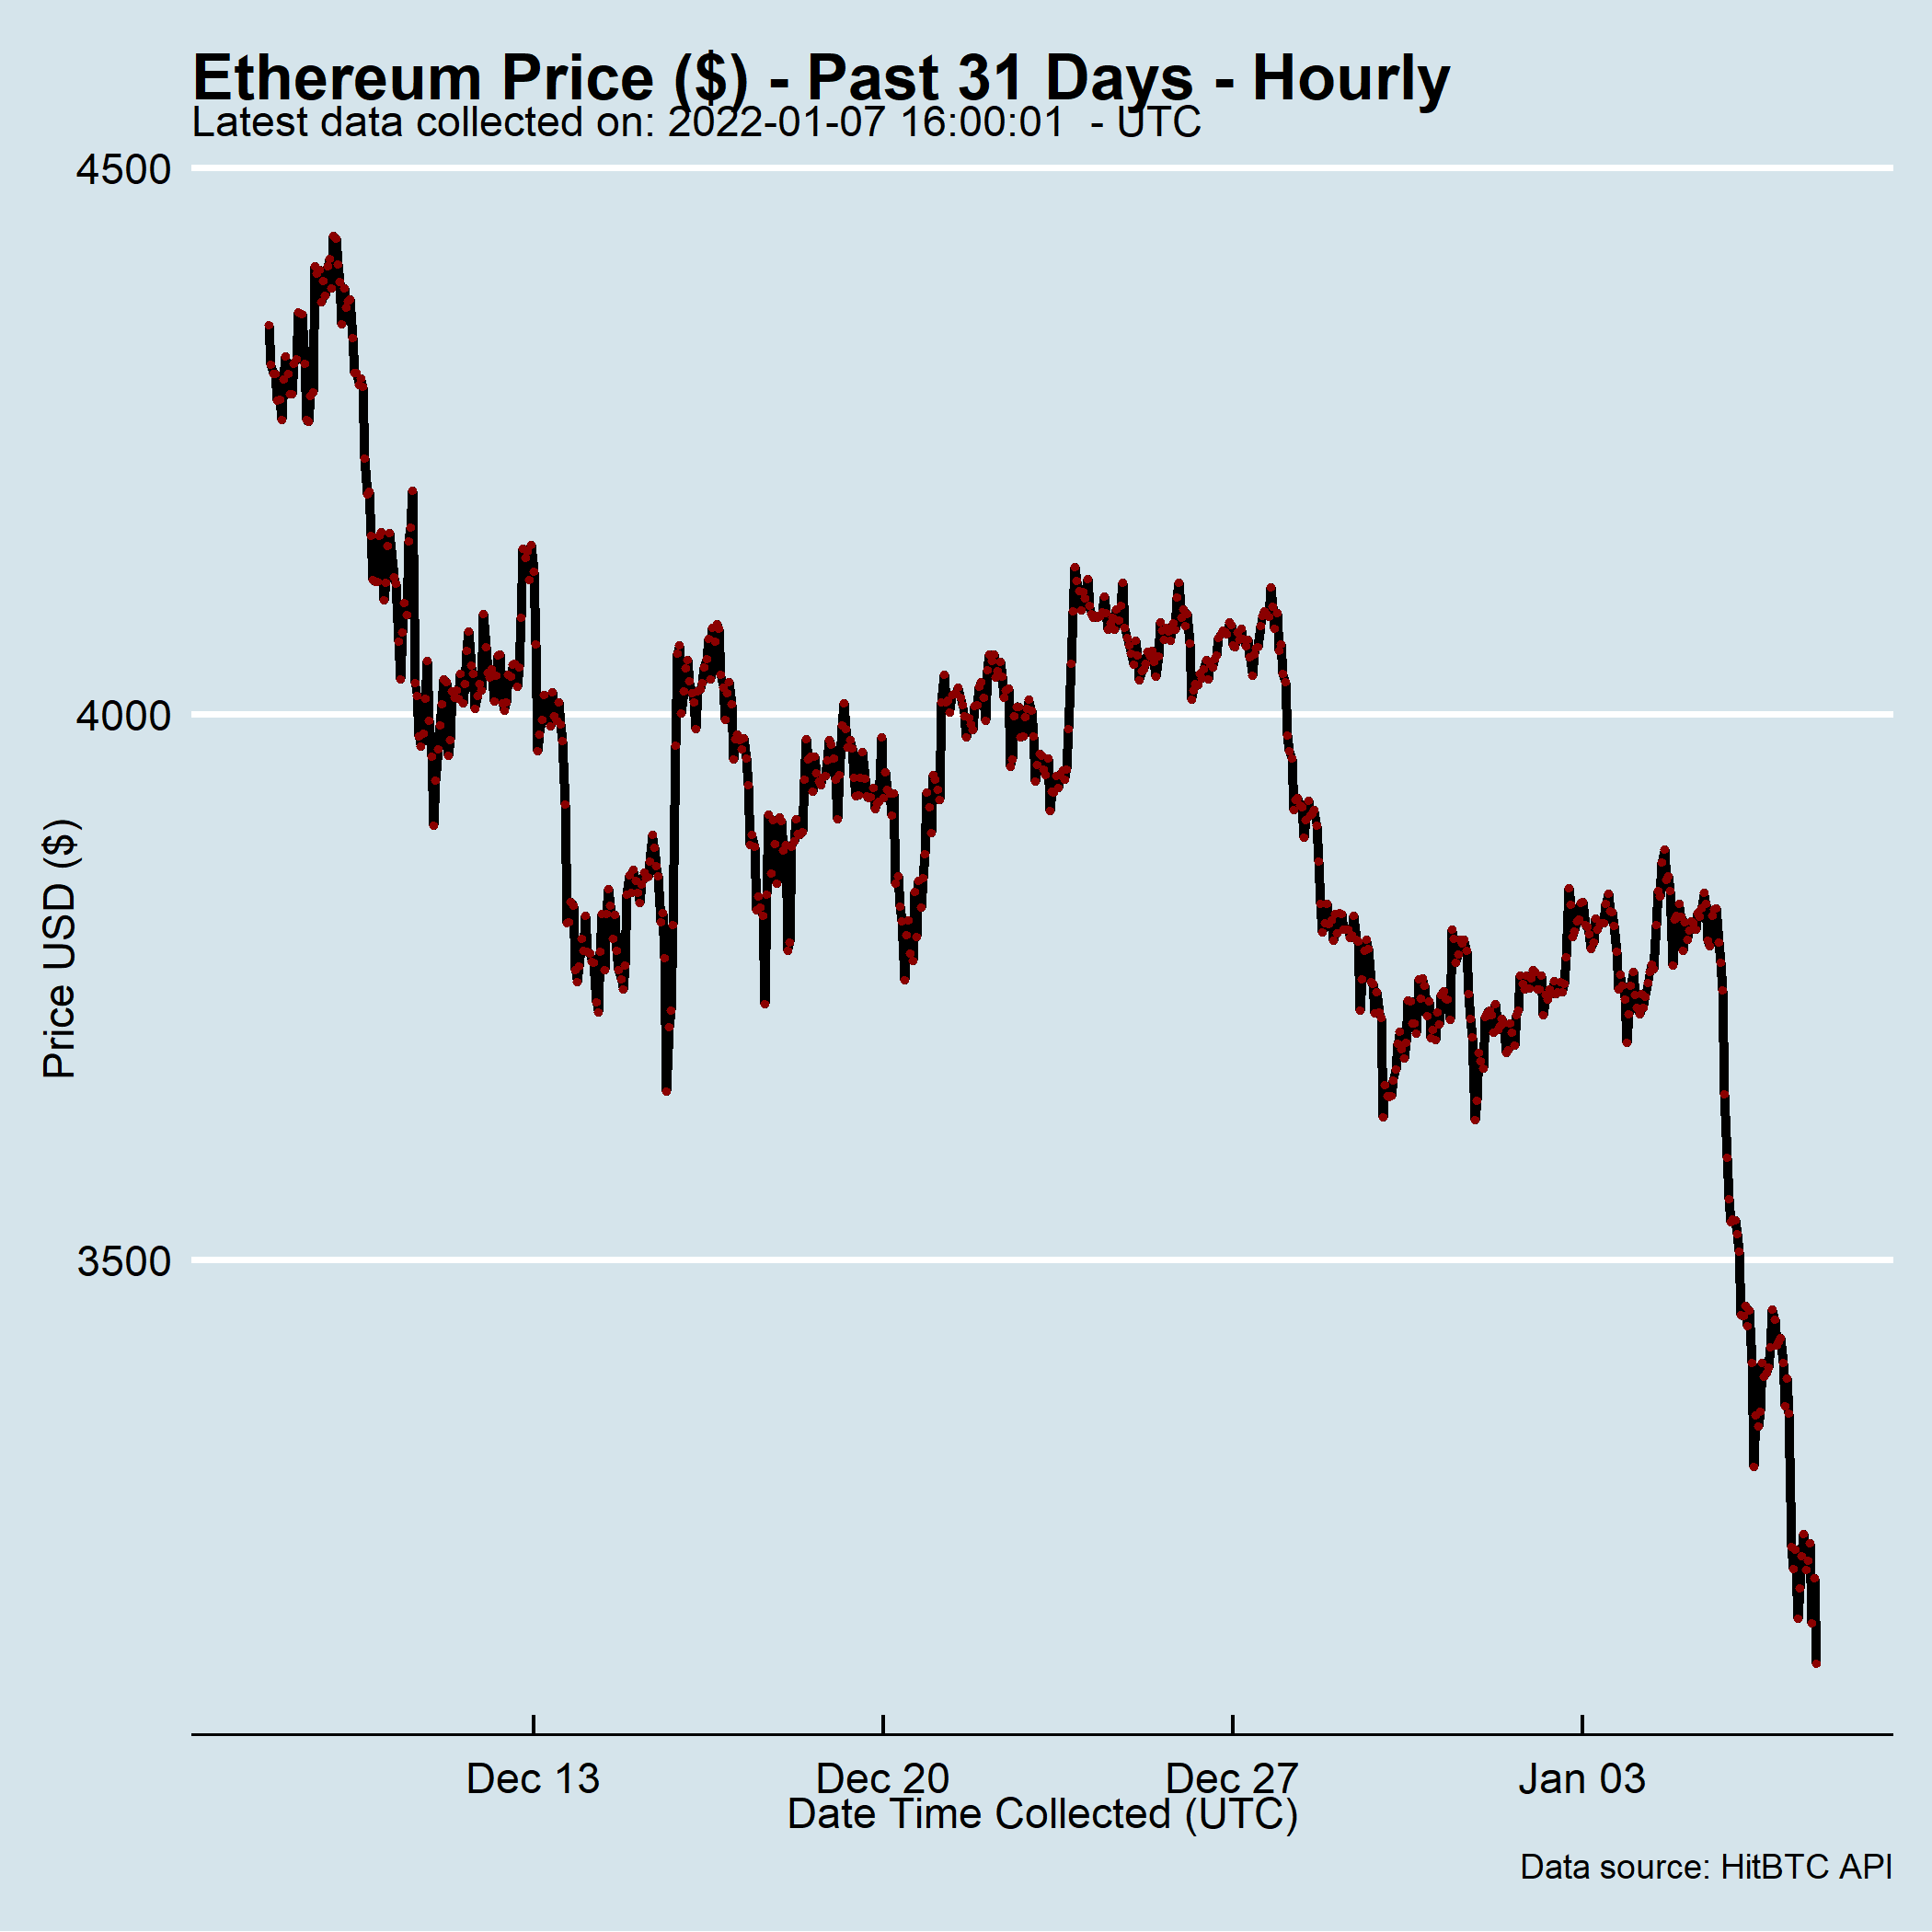 Ethereum Price ($) - Past 31 Days - Hourly
Latest data collected on: 2022-01-07 16:00:01  - UTC
4500
4000
3500
Price USD ($)
Dec 13
Dec 20
Dec 27
Jan 03
Date Time Collected (UTC)
Data source: HitBTC API